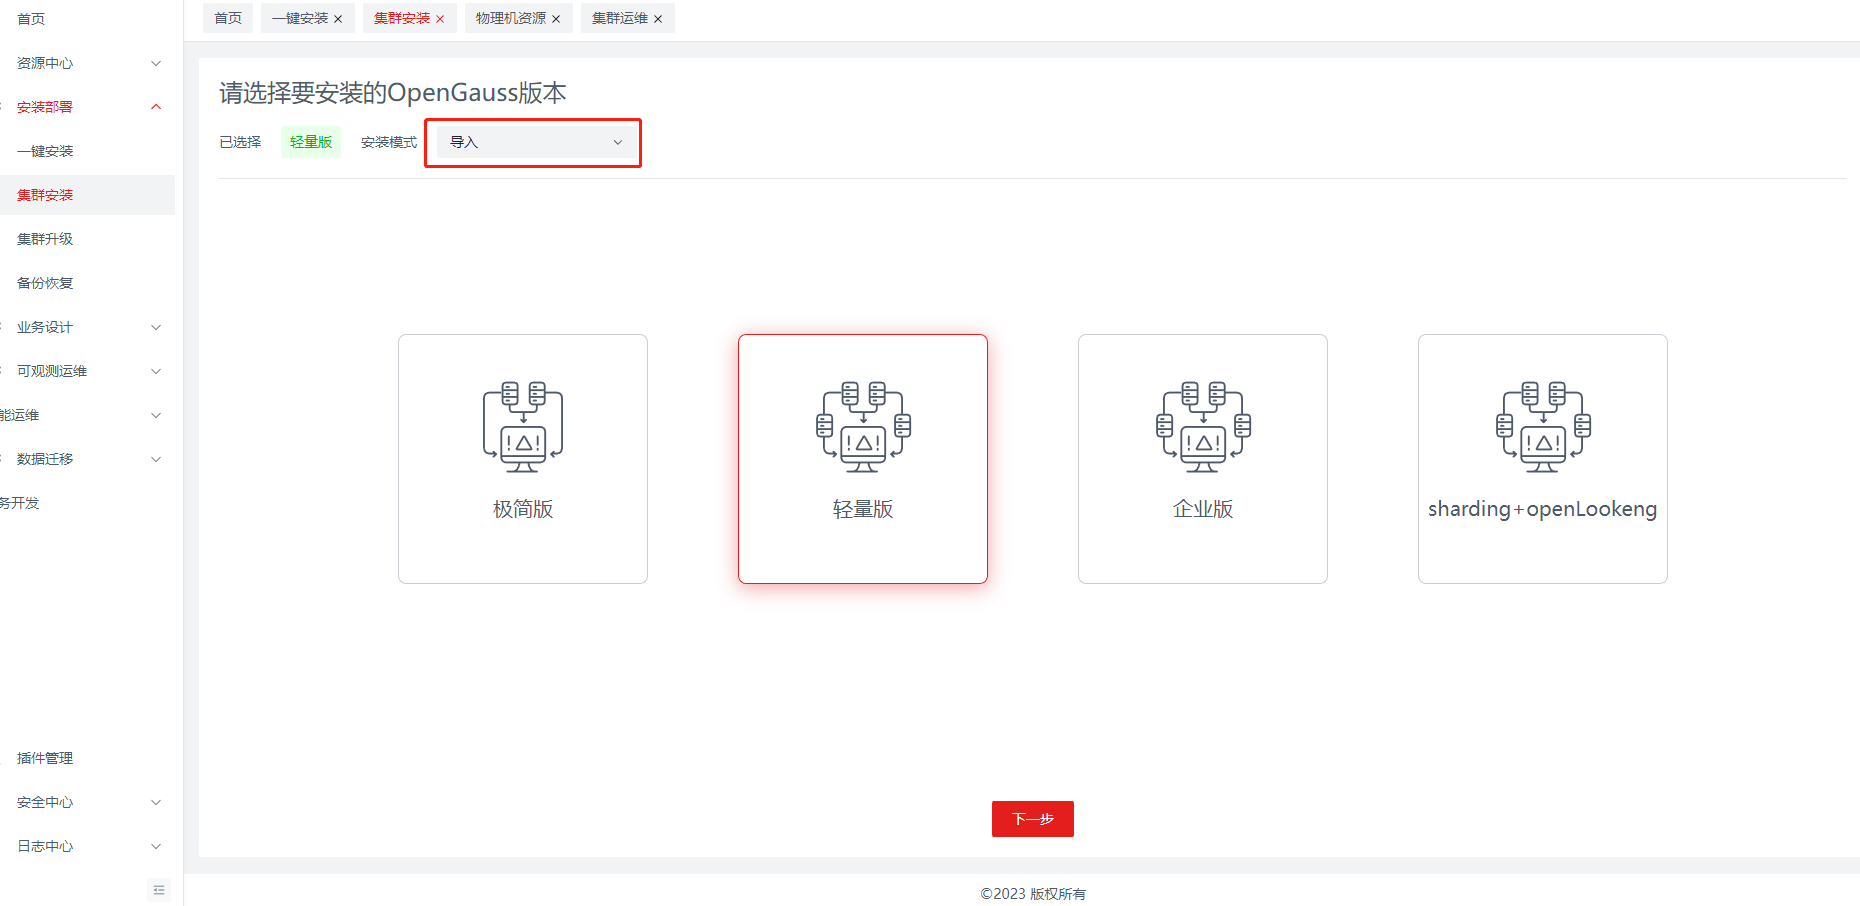 首页
资源中心
安装部署
一键安装
集群安装
集群升级
备份恢复
业务设计
可观测运维
能运维
数据迁移
务开发
插件管理
安全中心
日志中心
首页 一键安装 集群安装 物理机资源 集群运维
请选择要安装的OpenGauss版本
已选择 轻量版 安装模式 导入
极简版 轻量版 企业版 sharding+openLookeng
下一步
©2023 版权所有